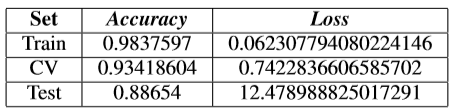 Set Accuracy Loss
Train 0.9837597 0.062307794080224146
CV 0.93418604 0.7422836606585702
Test 0.88654 12.478988825017291